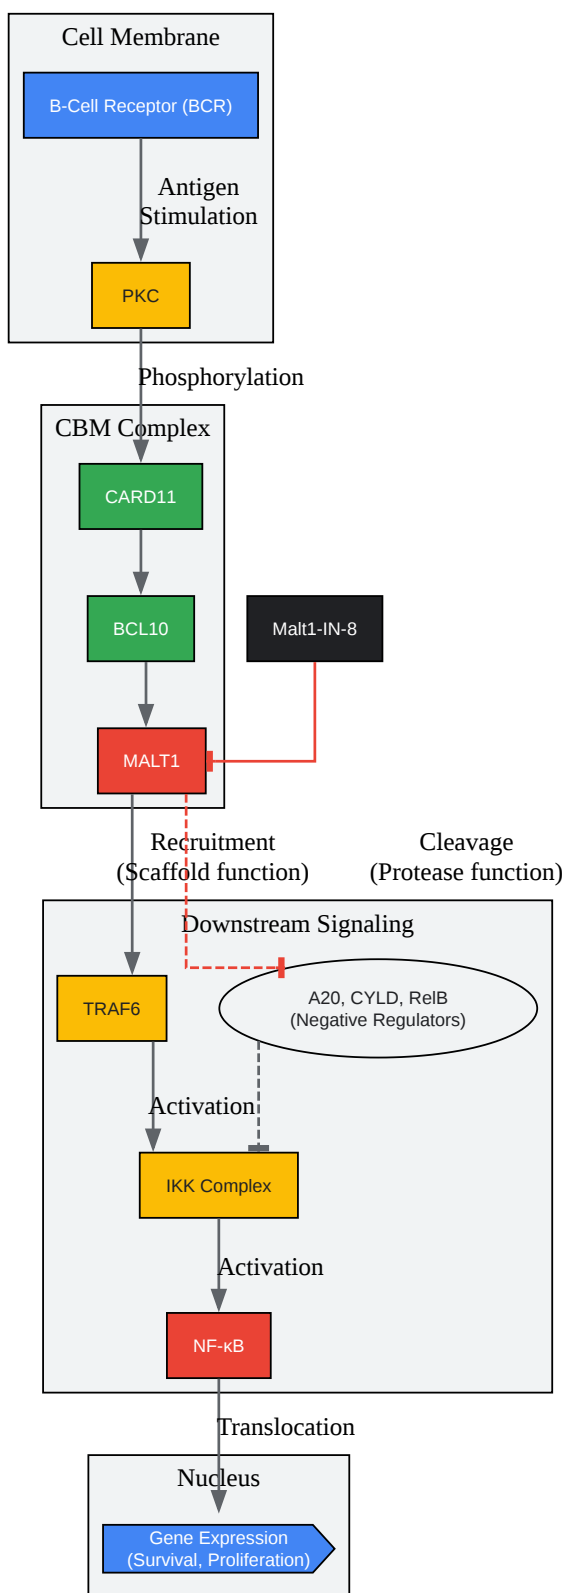 Cell Membrane
B-Cell Receptor (BCR)
Antigen
Stimulation
PKC
Phosphorylation
CBM Complex
CARD11
BCL10
Malt1-IN-8
MALT1
Recruitment
(Scaffold function)
Cleavage
(Protease function)
Downstream Signaling
TRAF6
A20, CYLD, RelB
(Negative Regulators)
Activation
IKK Complex
Activation
NF-κB
Translocation
Nucleus
Gene Expression
(Survival, Proliferation)